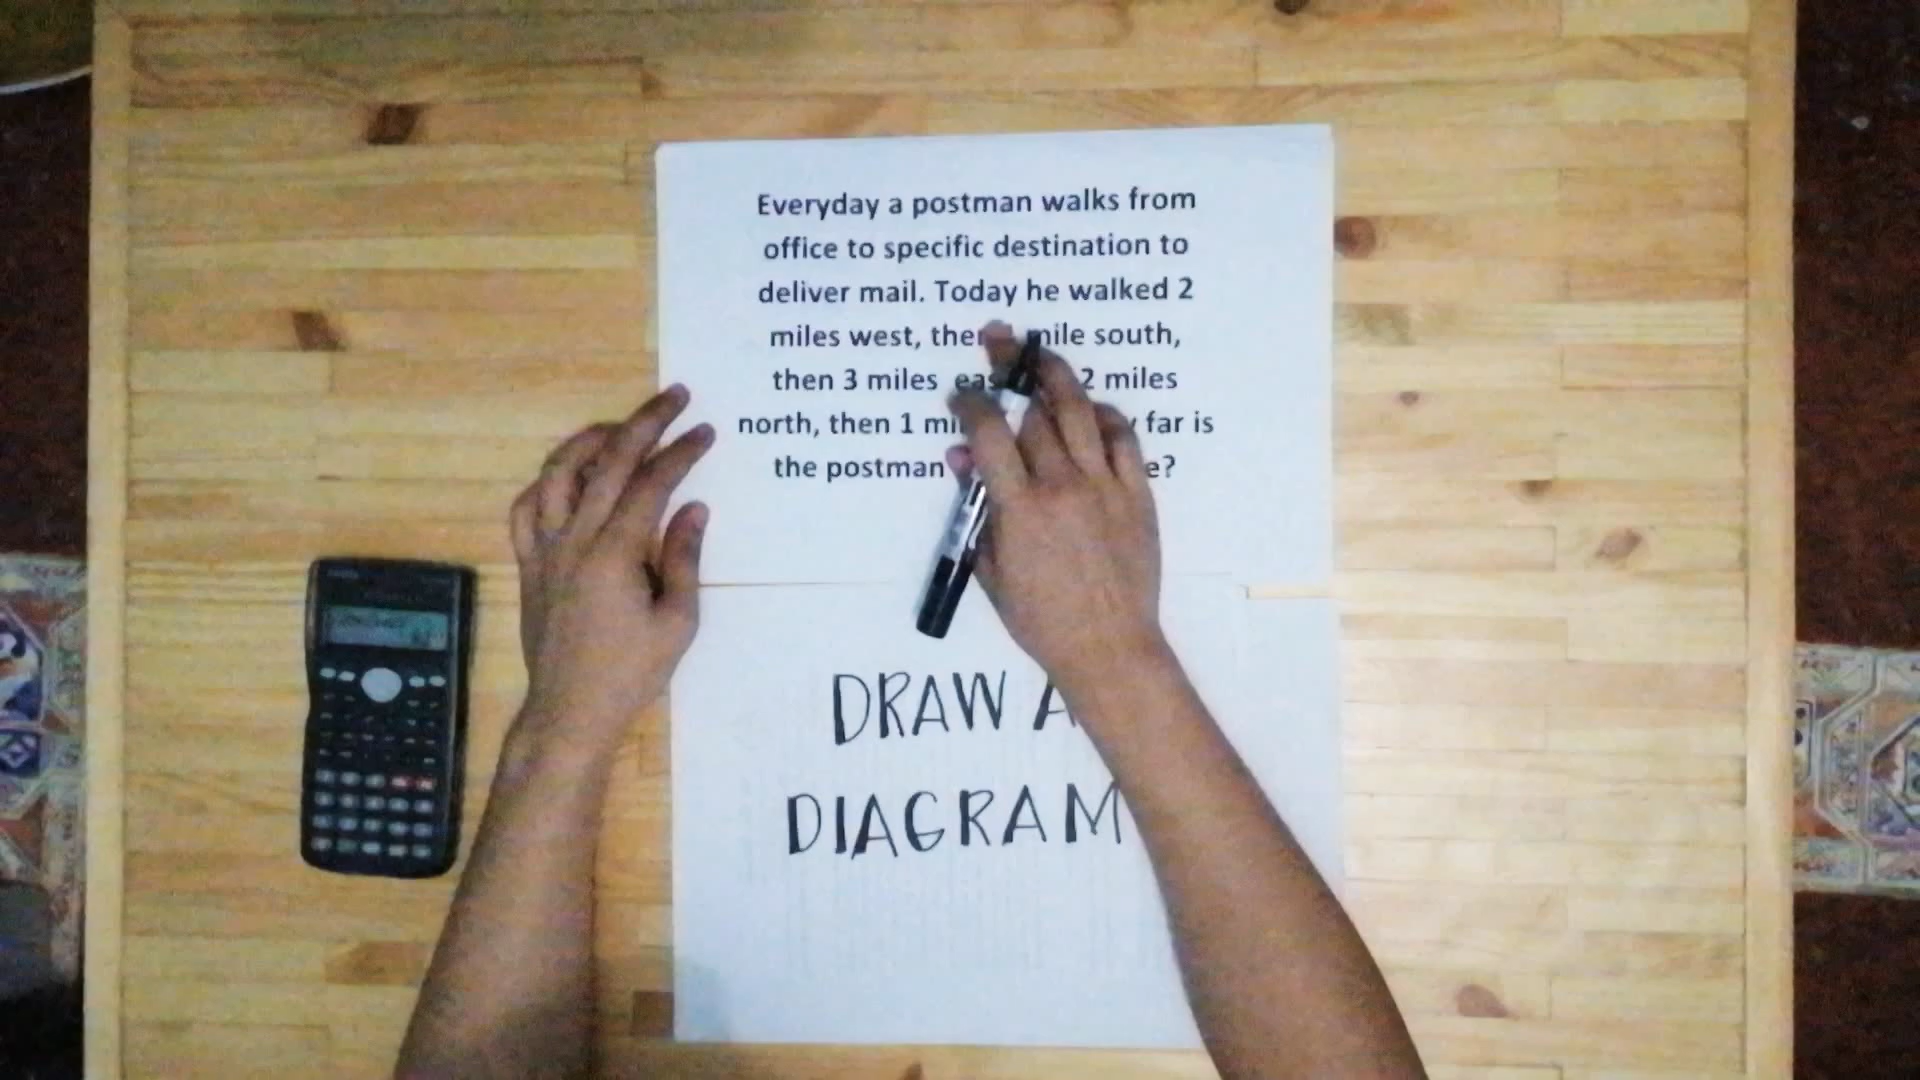 Everyday a postman walks from
office to specific destination to
deliver mail. Today he walked 2
miles west, then mile south,
then 3 miles 2 miles
north, then 1 far is
the postman
DRAW A
DIAGRAM